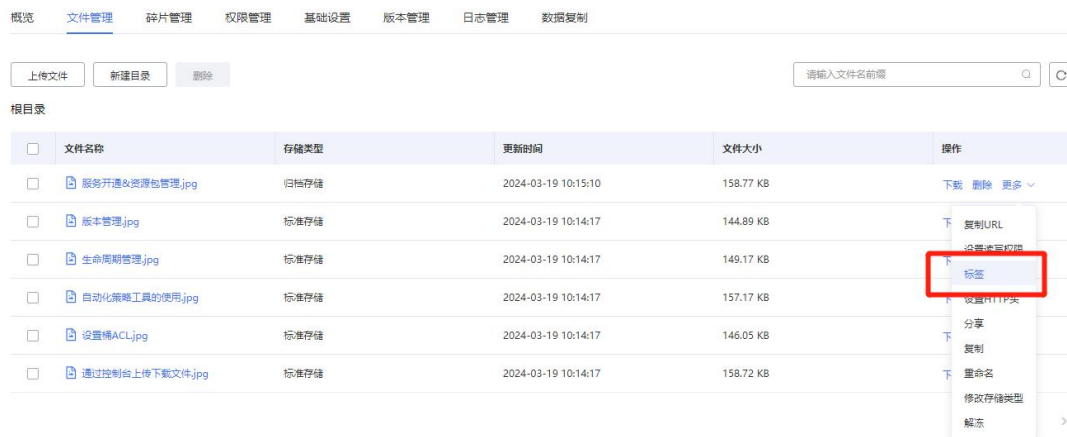 概览 文件管理 碎片管理 权限管理 基础设置 版本管理 日志管理 数据复制
上传文件 新建目录 删除 请输入文件名前缀
根目录
文件名称 存储类型 更新时间 文件大小 操作
服务开通&资源包管理.jpg 归档存储 2024-03-19 10:15:10 158.77 KB 下载 删除 更多
版本管理.jpg 标准存储 2024-03-19 10:14:17 144.89 KB 下
生命周期管理.jpg 标准存储 2024-03-19 10:14:17 149.17 KB 下
自动化策略工具的使用.jpg 标准存储 2024-03-19 10:14:17 157.17 KB 下
设置桶ACL.jpg 标准存储 2024-03-19 10:14:17 146.05 KB 下
通过控制台上传下载文件.jpg 标准存储 2024-03-19 10:14:17 158.72 KB 下
复制URL
设置读写权限
标签
设置HTTP头
分享
复制
重命名
修改存储类型
解冻